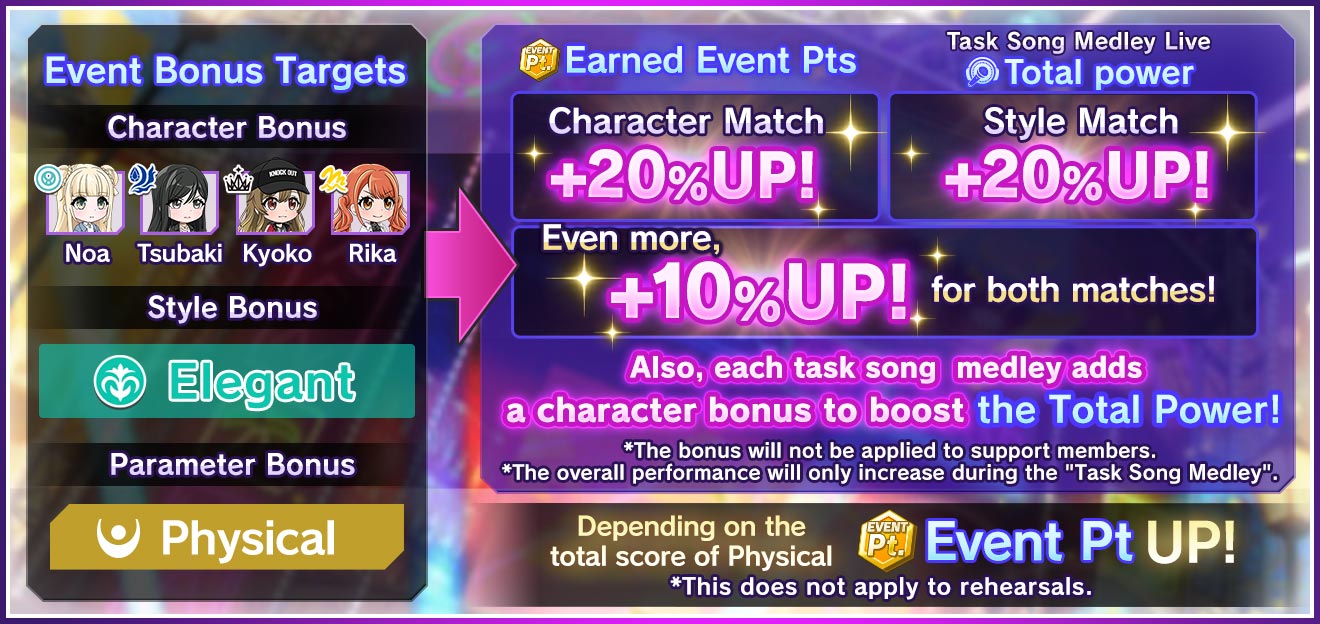 Event Bonus Targets
Character Bonus
KNOCK OUT
Noa
Tsubaki
Kyoko
Rika
Style Bonus
Elegant
Parameter Bonus
Physical
EVENT Pt. Earned Event Pts
Task Song Medley Live
Total power
Character Match
+20%UP!
Style Match
+20%UP!
Even more,
+10%UP! for both matches!
Also, each task song medley adds
a character bonus to boost the Total Power!
*The bonus will not be applied to support members.
*The overall performance will only increase during the "Task Song Medley".
Depending on the
total score of Physical
EVENT Pt. Event Pt UP!
*This does not apply to rehearsals.